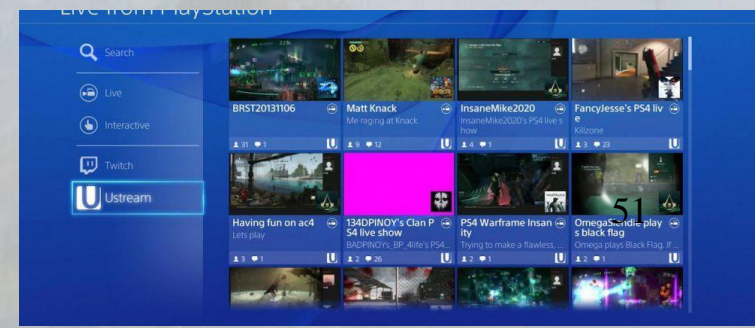 Live from PlayStation
Search
Live
Interactive
Twitch
Ustream
BRST20131106
31 1
Matt Knack
Me raging at Knack.
9 12
InsaneMike2020
InsaneMike2020's PS4 live s
how
4 1
FancyJesse's PS4 liv
e
Killzone
3 23
Having fun on ac4
Lets play
3 1
134DPINOY's Clan P
S4 live show
BADPINOYs_BP_4life's PS4...
2 26
PS4 Warframe Insan
ity
Trying to make a flawless, ...
2 1
51
play
s black flag
Omega plays Black Flag. If ...
2 1